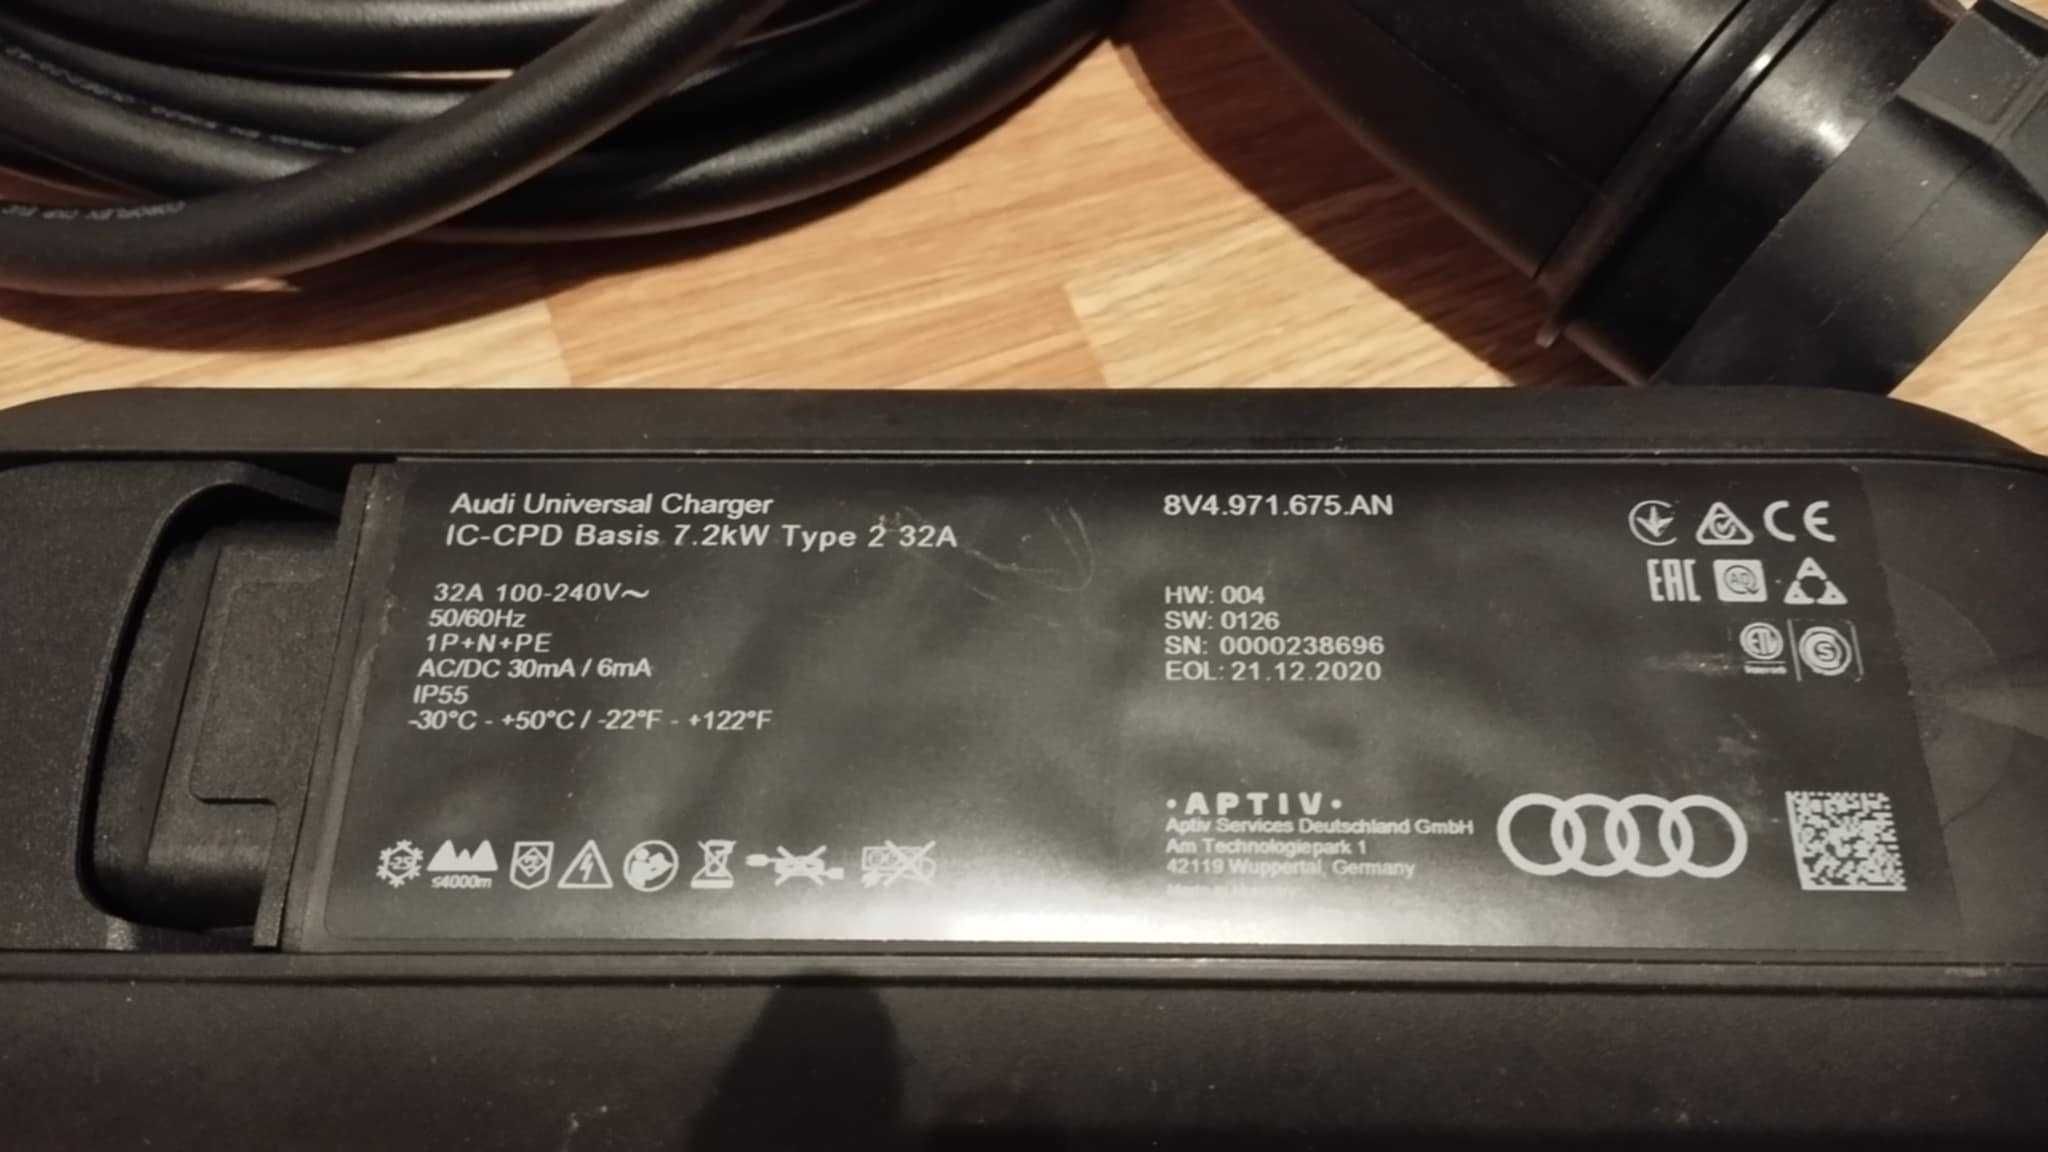 Audi Universal Charger
IC-CPD Basis 7.2kW Type 2 32A
32A 100-240V~
50/60Hz
1P+N+PE
AC/DC 30mA / 6mA
IP55
-30°C - +50°C / -22°F - +122°F
8V4.971.675.AN
HW: 004
SW: 0126
SN: 0000238696
EOL: 21.12.2020
CE
EAC
-25
≤4000m
• A P T I V •
Aptiv Services Deutschland GmbH
Am Technologiepark 1
42119 Wuppertal, Germany